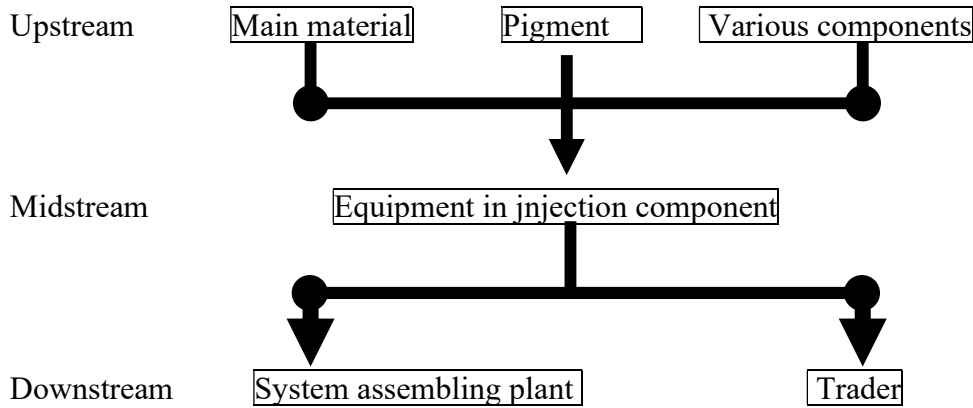 Upstream Main material Pigment Various components
Midstream Equipment in jnjection component
Downstream System assembling plant Trader